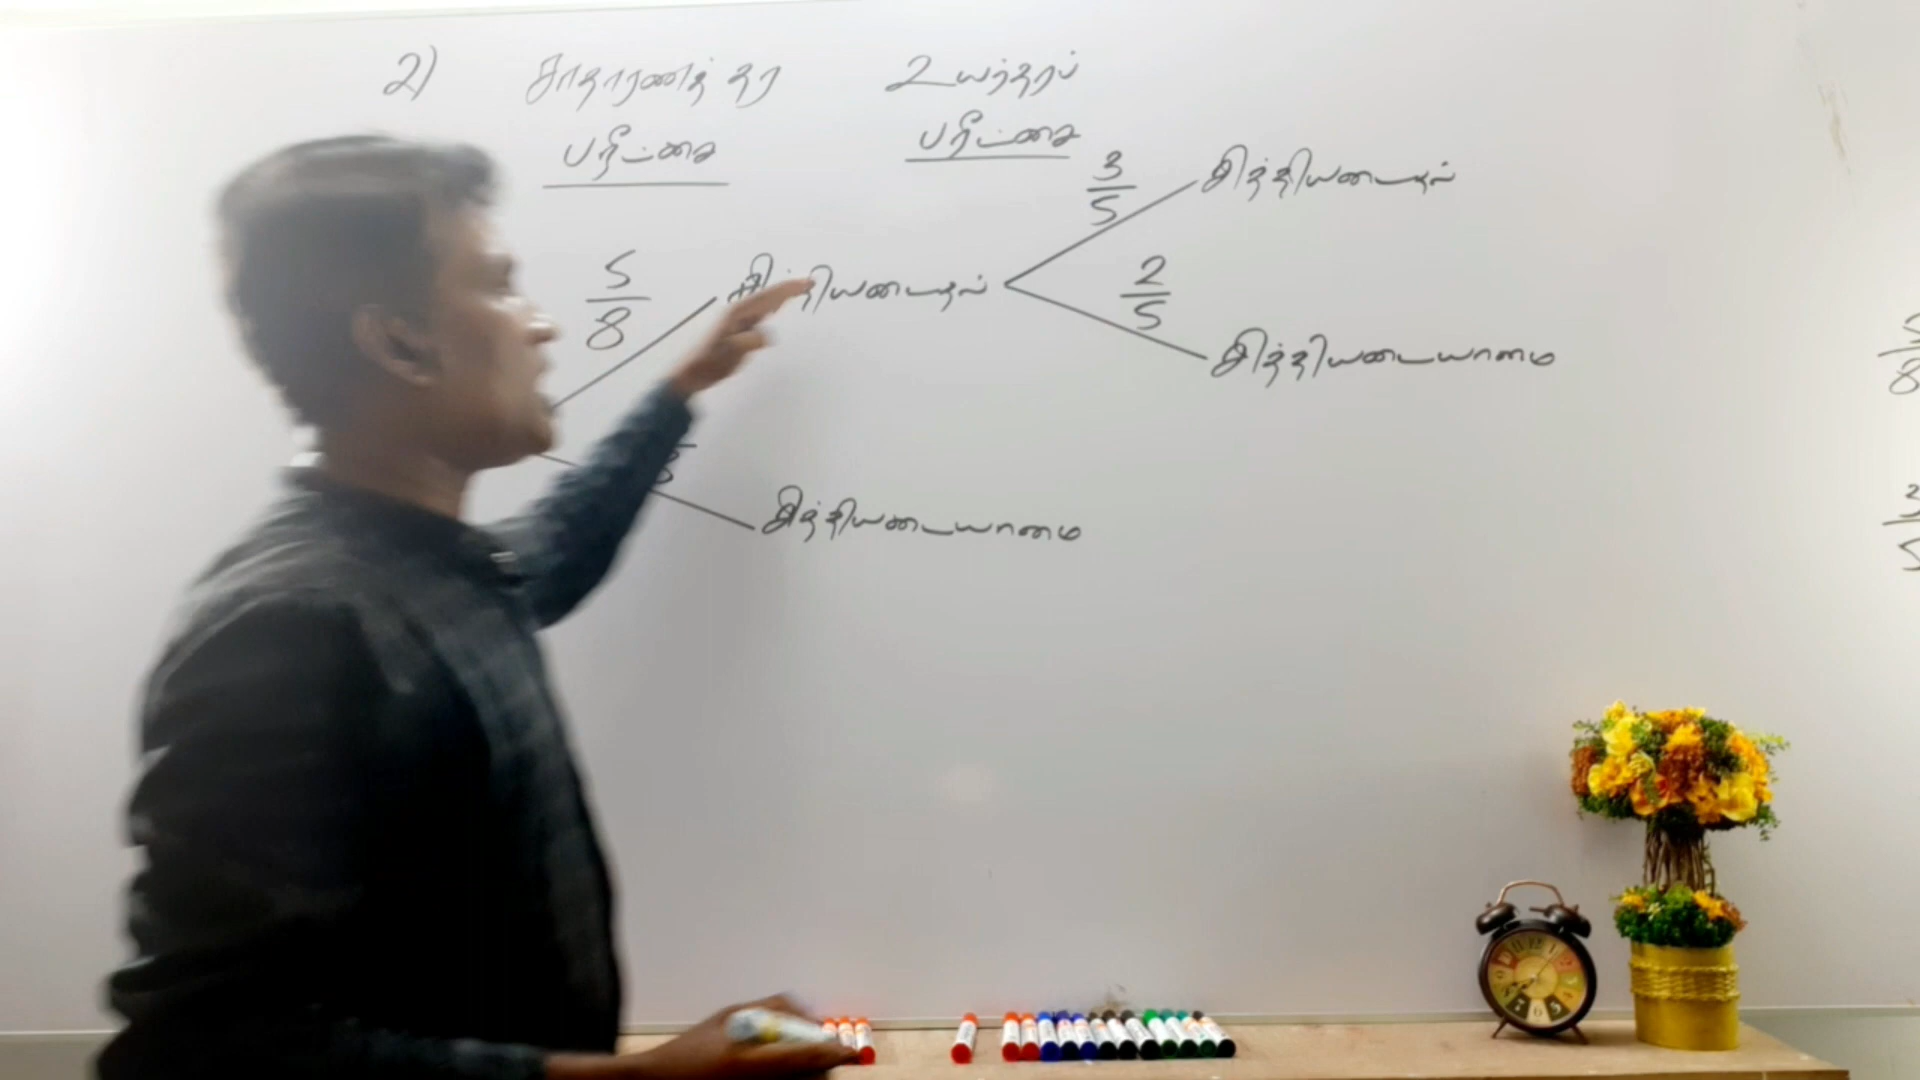 2) சாதாரணத் தர உயர்தரப்
பரீட்சை பரீட்சை
3/5 சித்தியடைதல்
5/8 சித்தியடைதல்
2/5 சித்தியடையாமை
சித்தியடையாமை